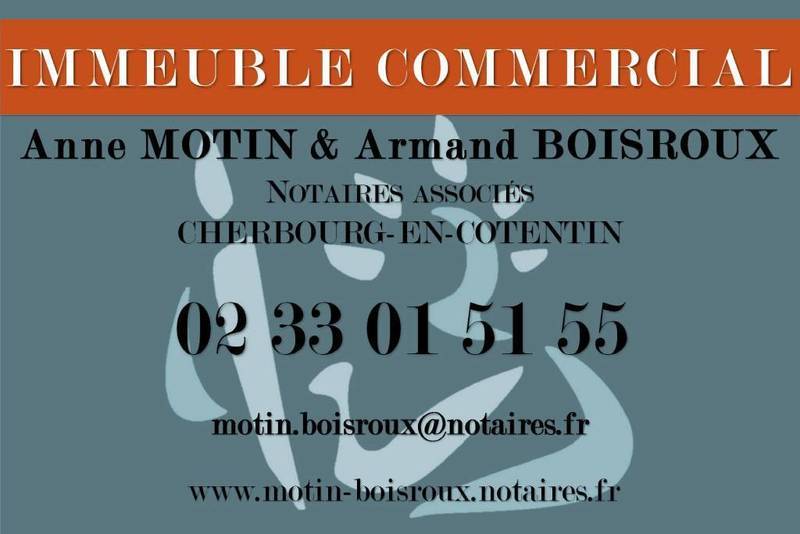 IMMEUBLE COMMERCIAL
Anne MOTIN & Armand BOISROUX
NOTAIRES ASSOCIÉS
CHERBOURG-EN-COTENTIN
02 33 01 51 55
motin.boisroux@notaires.fr
www.motin-boisroux.notaires.fr